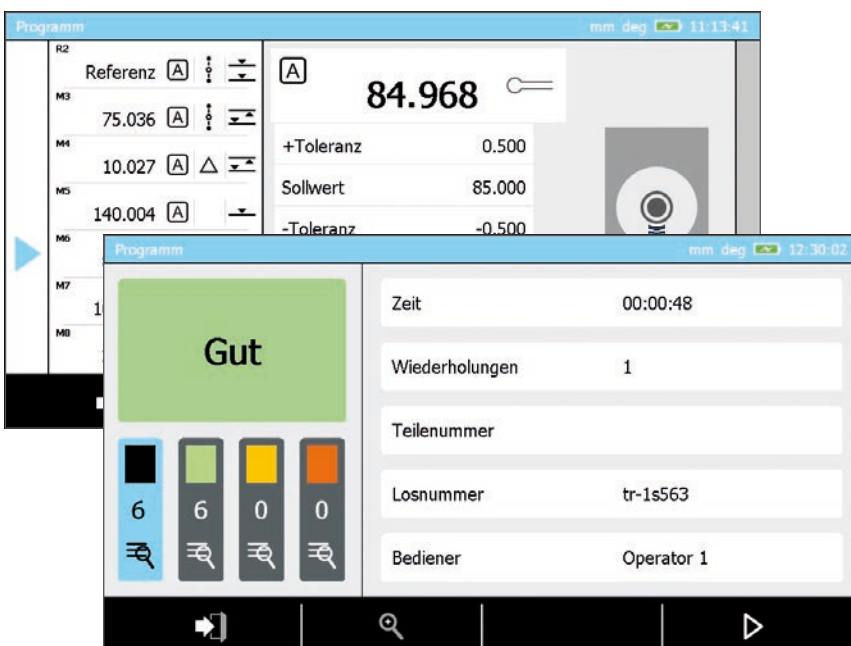 Programm mm deg 11:13:41
R2
Referenz A
M3
75.036 A
M4
10.027 A
M5
140.004 A
M6
M7
M8
A
84.968
+Toleranz 0.500
Sollwert 85.000
-Toleranz -0.500
Programm mm deg 12:30:02
Gut
6 6 0 0
Zeit 00:00:48
Wiederholungen 1
Teilenummer
Losnummer tr-1s563
Bediener Operator 1